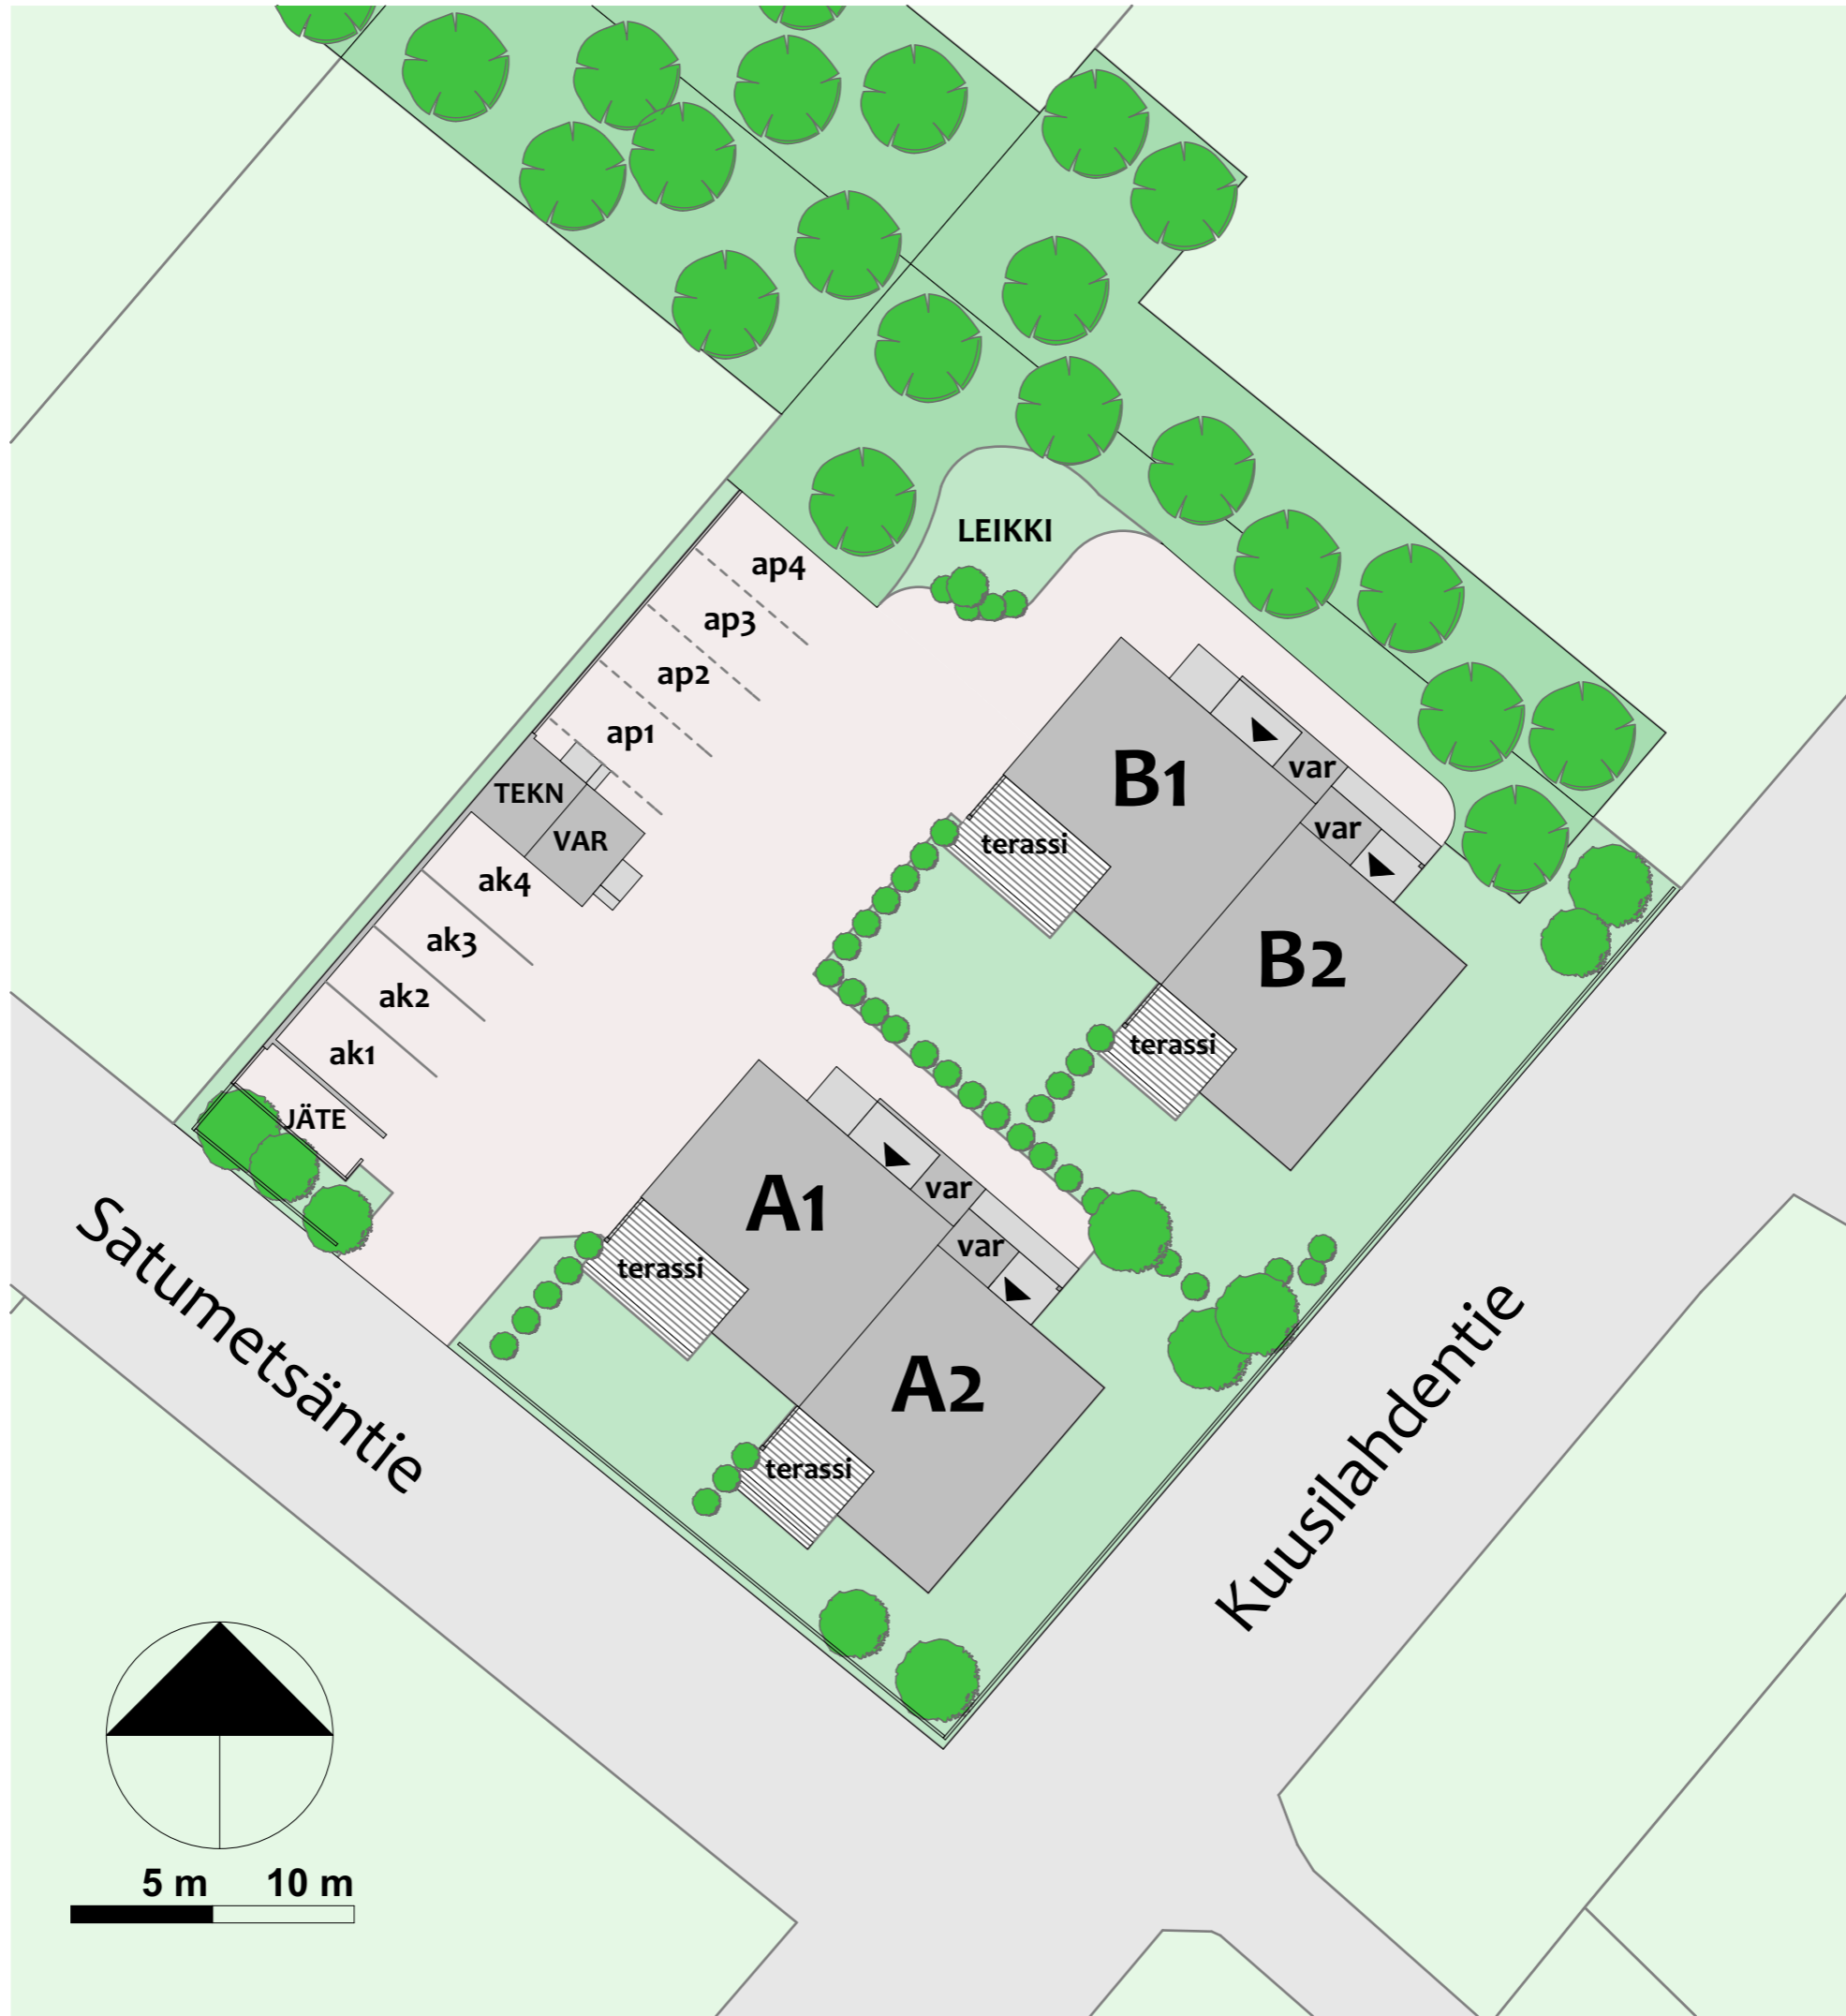 LEIKKI
ap4
ap3
ap2
ap1
B1
var
TEKN
VAR
var
terassi
ak4
ak3
B2
ak2
terassi
ak1
JÄTE
A1
var
var
terassi
A2
terassi
Satumetsäntie
Kuusilahdentie
5 m 10 m